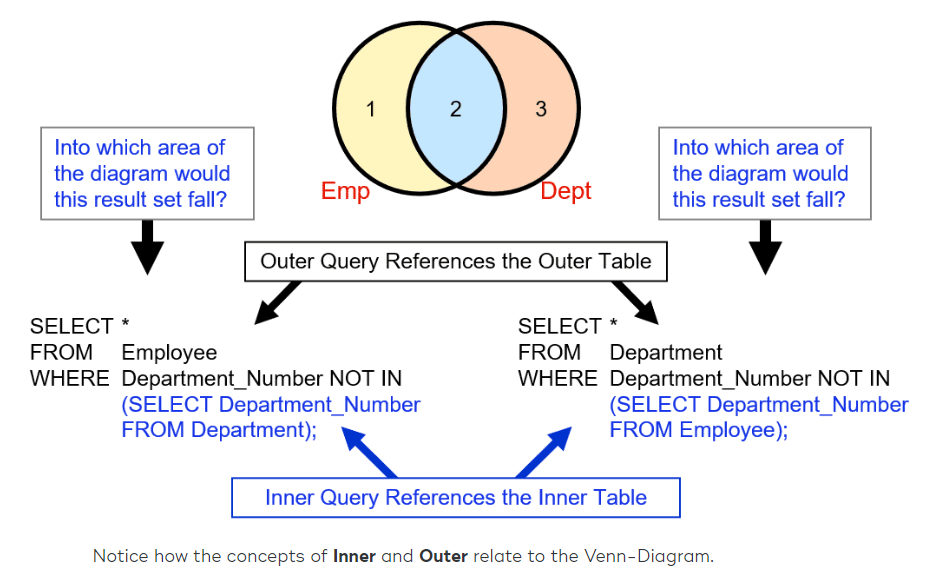 1
2
3
Emp
Dept
Into which area of
the diagram would
this result set fall?
Into which area of
the diagram would
this result set fall?
Outer Query References the Outer Table
SELECT *
FROM Employee
WHERE Department_Number NOT IN
(SELECT Department_Number
FROM Department);
SELECT *
FROM Department
WHERE Department_Number NOT IN
(SELECT Department_Number
FROM Employee);
Inner Query References the Inner Table
Notice how the concepts of Inner and Outer relate to the Venn-Diagram.